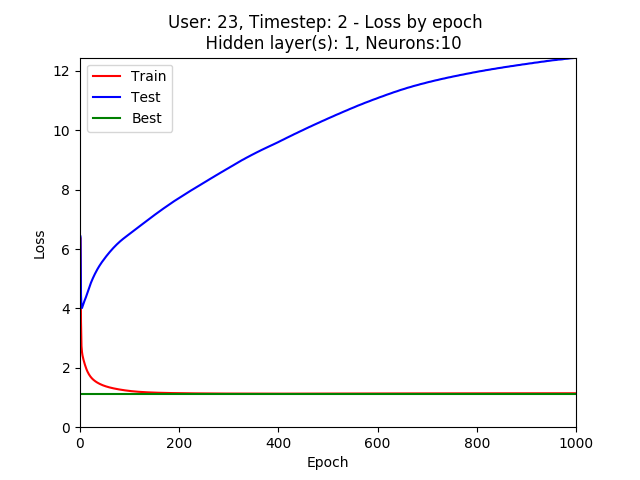 User: 23, Timestep: 2 - Loss by epoch
Hidden layer(s): 1, Neurons:10
Train
Test
Best
12
10
8
6
4
2
0
Loss
0 200 400 600 800 1000
Epoch